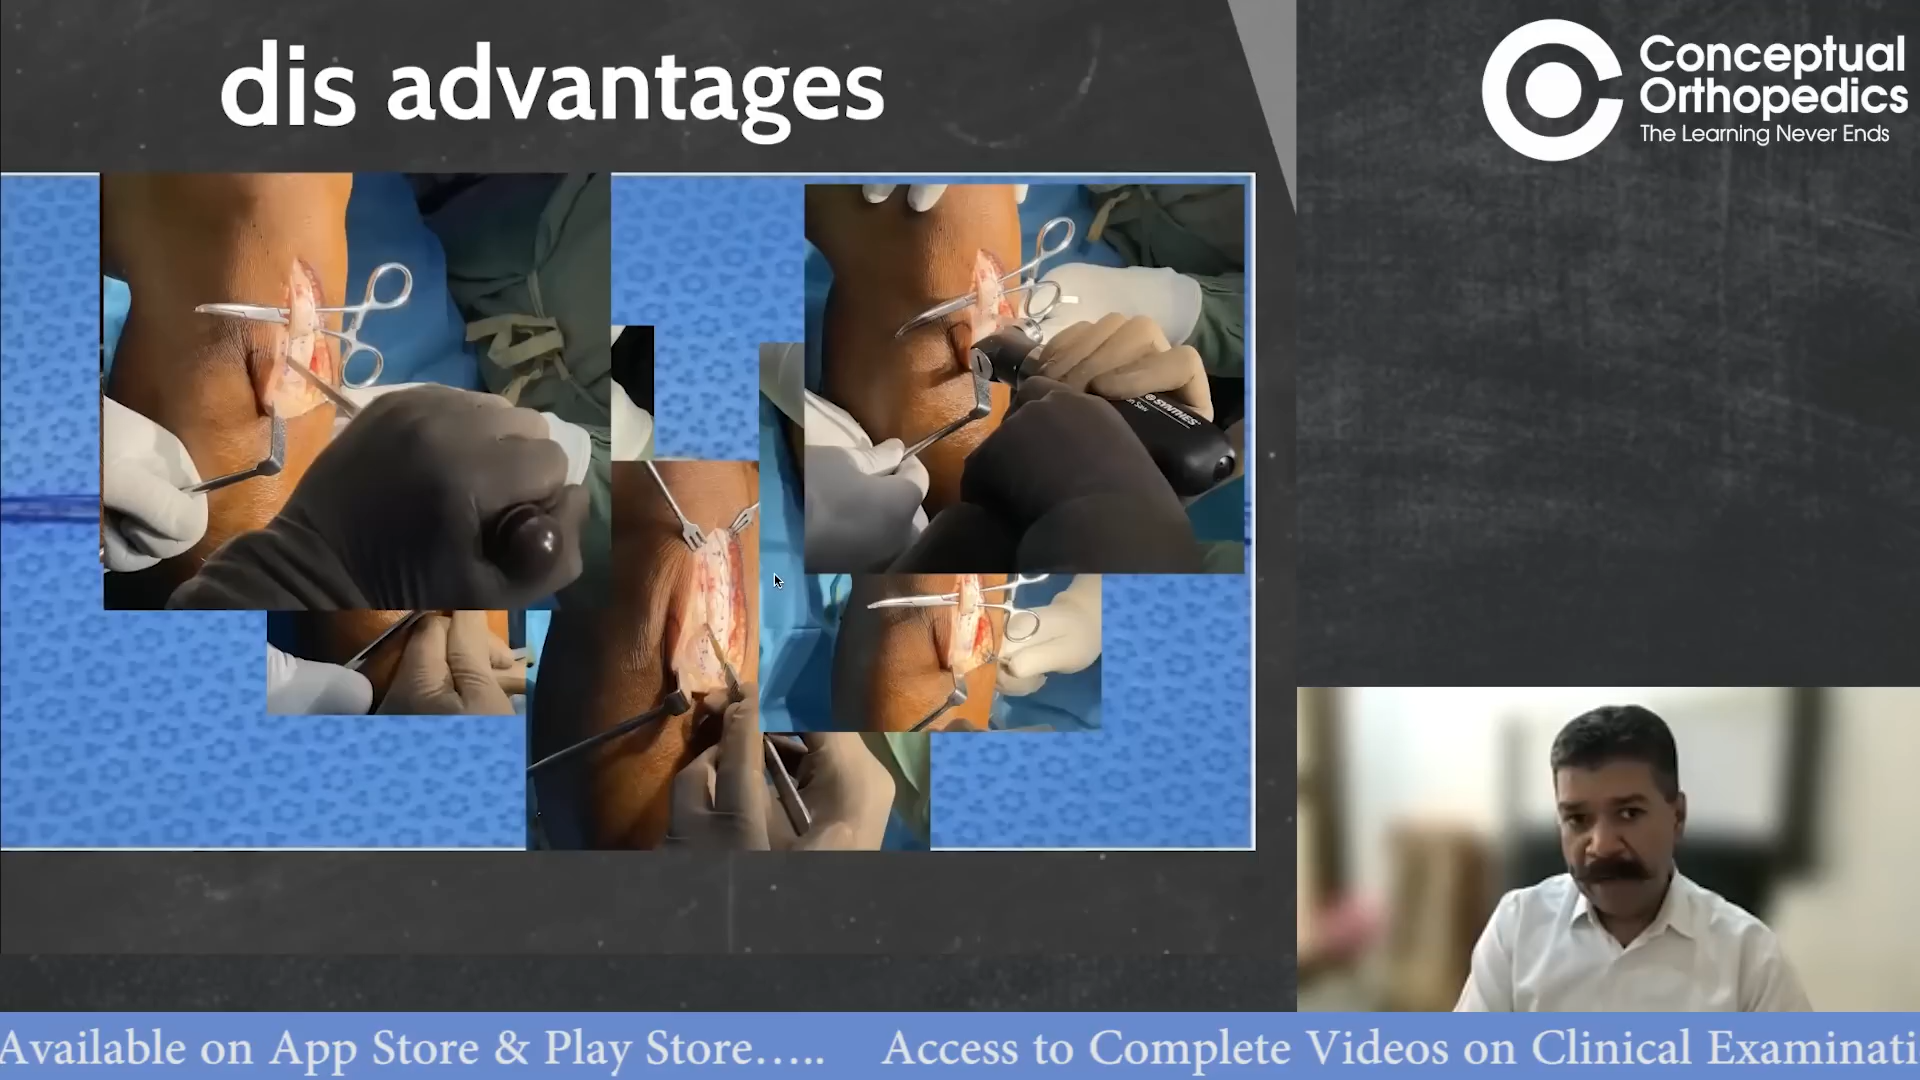 dis advantages
Conceptual
Orthopedics
The Learning Never Ends
SYNTHES
Saw
Available on App Store & Play Store..... Access to Complete Videos on Clinical Examinati